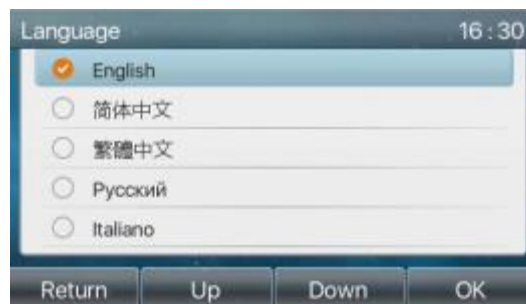 Language 16:30
English
简体中文
繁體中文
Русский
Italiano
Return Up Down OK